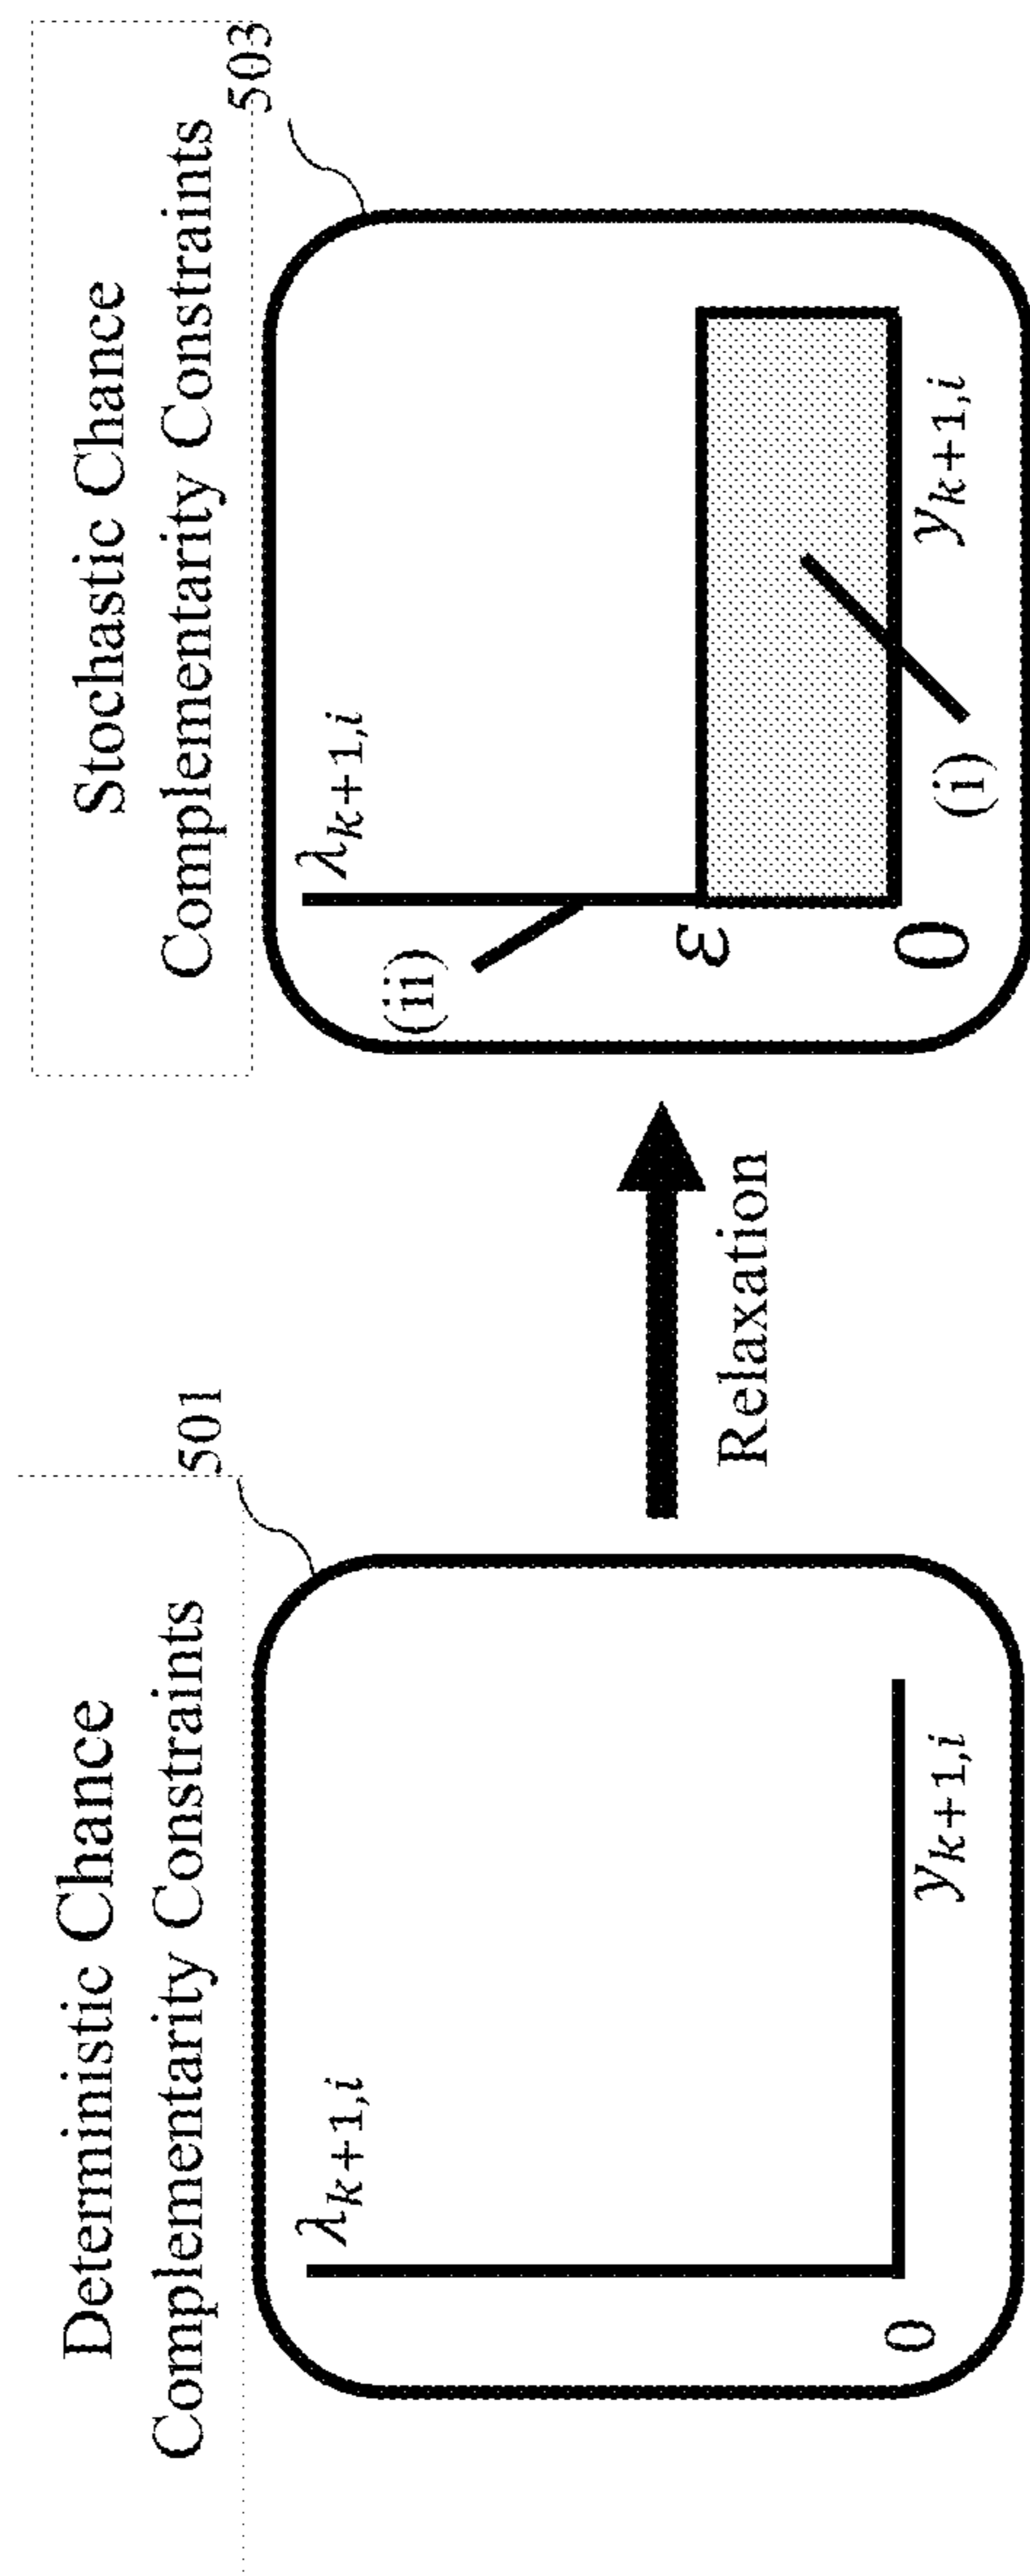 Deterministic Chance
Complementarity Constraints
501
λk+1,i
0
yk+1,i
Relaxation
Stochastic Chance
Complementarity Constraints
503
(ii)
λk+1,i
ε
0
(i)
yk+1,i